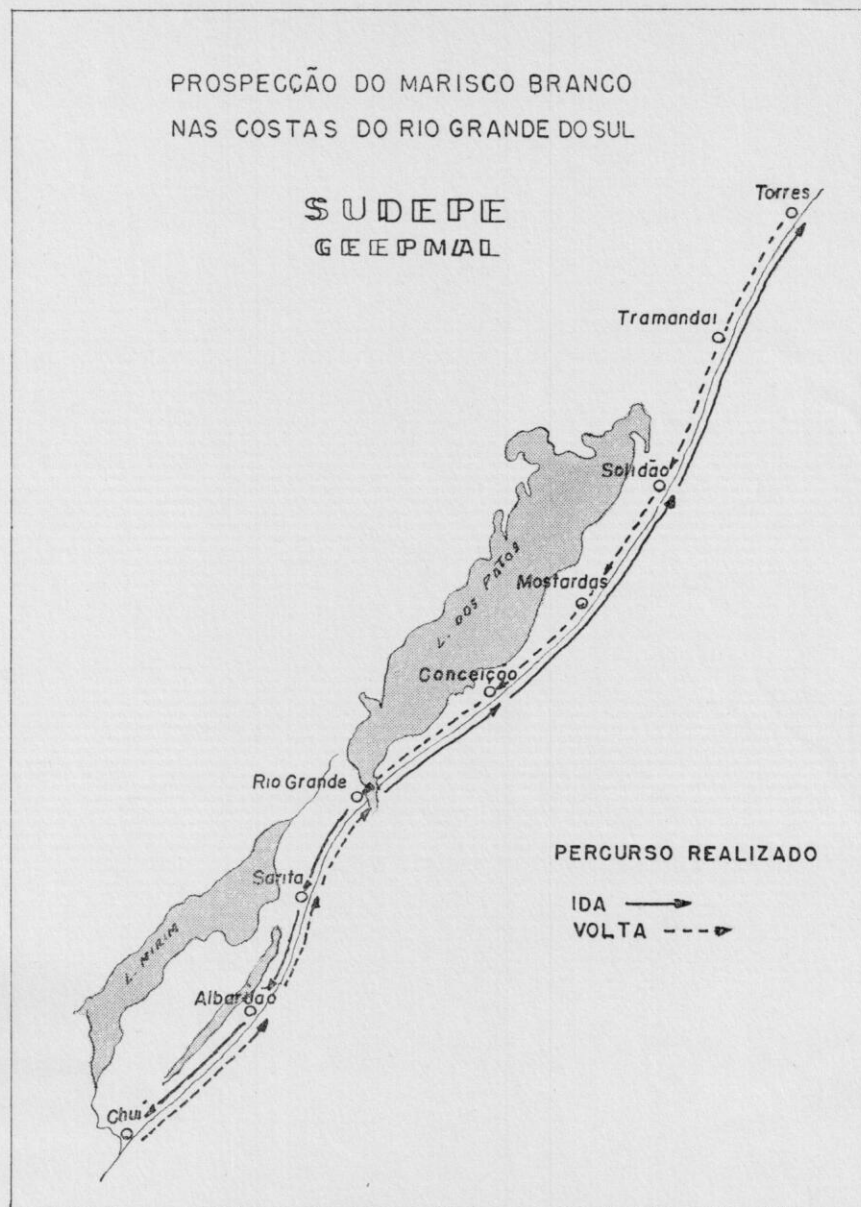 PROSPECÇÃO DO MARISCO BRANCO
NAS COSTAS DO RIO GRANDE DO SUL
SUDEPE
GEEPMAL
Torres
Tramandaí
Solidão
L. DOS PATOS
Mostardas
Conceição
Rio Grande
PERCURSO REALIZADO
Sarita
IDA
VOLTA
L. MIRIM
Albardão
Chuí